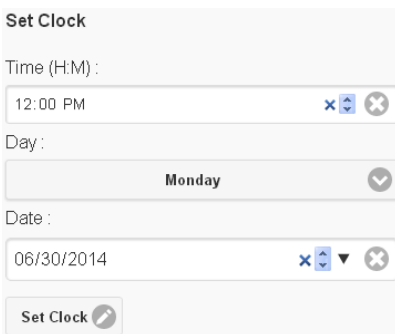 Set Clock
Time (H:M) :
12:00 PM
Day :
Monday
Date :
06/30/2014
Set Clock